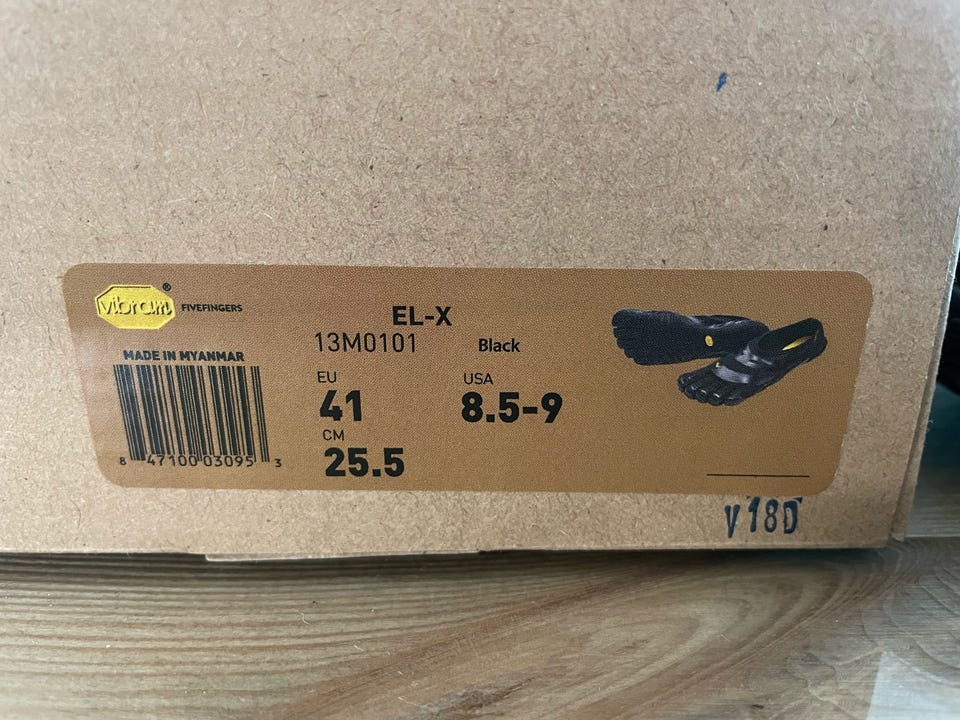 vibram® FIVEFINGERS
MADE IN MYANMAR
8 47100 03095 3
EL-X
13M0101 Black
EU USA
41 8.5-9
CM
25.5
V 18D